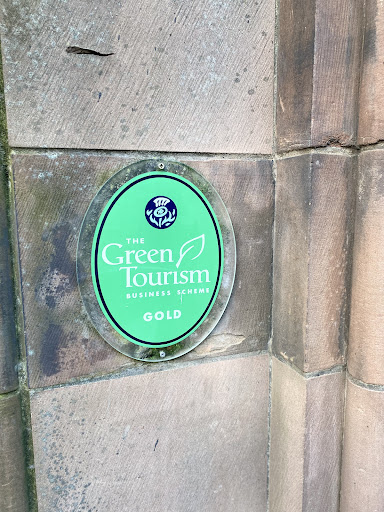 THE
Green
Tourism
BUSINESS SCHEME
GOLD